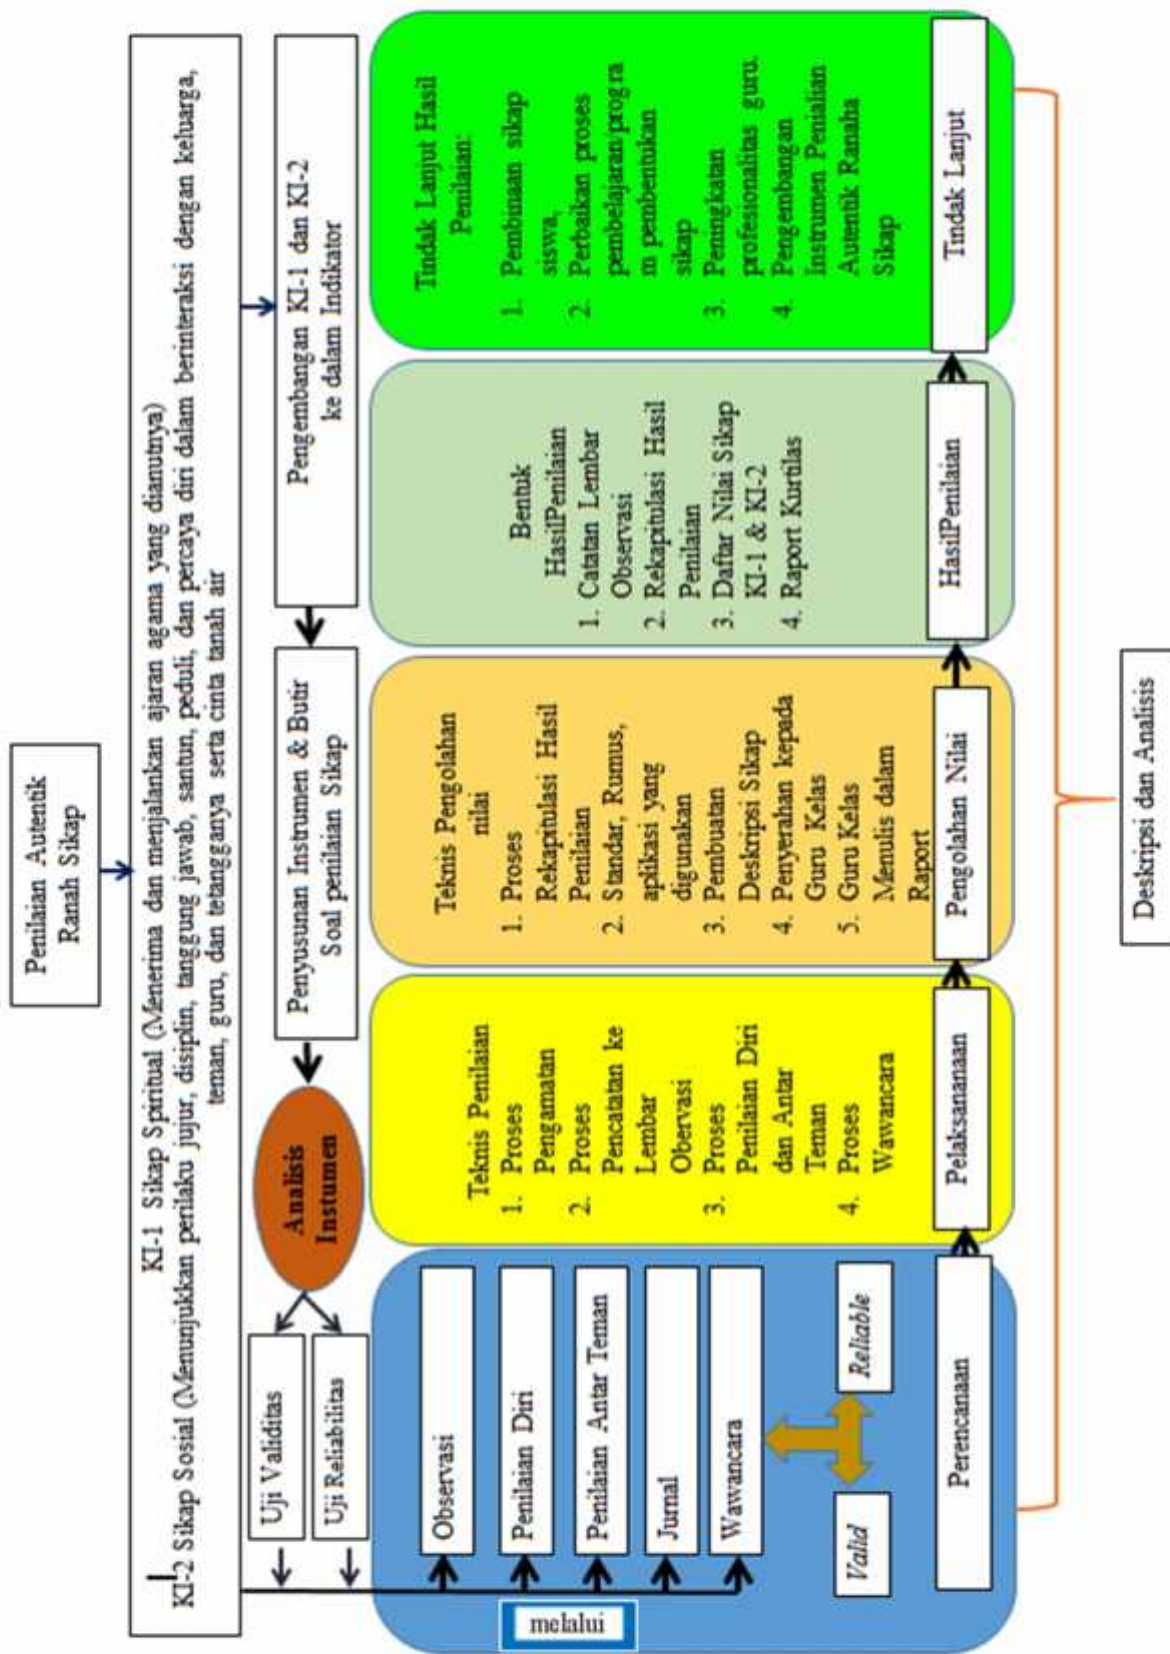 Penilaian Autentik
Ranah Sikap
KI-1 Sikap Spiritual (Menerima dan menjalankan ajaran agama yang dianutnya)
KI-2 Sikap Sosial (Menunjukkan perilaku jujur, disiplin, tanggung jawab, santun, peduli, dan percaya diri dalam berinteraksi dengan keluarga,
teman, guru, dan tetangganya serta cinta tanah air
Uji Validitas
Uji Reliabilitas
Analisis
Instumen
Penyusunan Instrumen & Butir
Soal penilaian Sikap
Pengembangan KI-1 dan KI-2
ke dalam Indikator
melalui
Observasi
Penilaian Diri
Penilaian Antar Teman
Jurnal
Wawancara
Valid
Reliable
Perencanaan
Teknis Penilaian
1. Proses
Pengamatan
2. Proses
Pencatatan ke
Lembar
Obervasi
3. Proses
Penilaian Diri
dan Antar
Teman
4. Proses
Wawancara
Pelaksananaan
Teknis Pengolahan
nilai
1. Proses
Rekapitulasi Hasil
Penilaian
2. Standar, Rumus,
aplikasi yang
digunakan
3. Pembuatan
Deskripsi Sikap
4. Penyerahan kepada
Guru Kelas
5. Guru Kelas
Menulis dalam
Raport
Pengolahan Nilai
Bentuk
HasilPenilaian
1. Catatan Lembar
Observasi
2. Rekapitulasi Hasil
Penilaian
3. Daftar Nilai Sikap
KI-1 & KI-2
4. Raport Kurtilas
HasilPenilaian
Tindak Lanjut Hasil
Penilaian:
1. Pembinaan sikap
siswa,
2. Perbaikan proses
pembelajaran/progra
m pembentukan
sikap
3. Peningkatan
profesionalitas guru.
4. Pengembangan
Instrumen Penialian
Autentik Ranaha
Sikap
Tindak Lanjut
Deskripsi dan Analisis